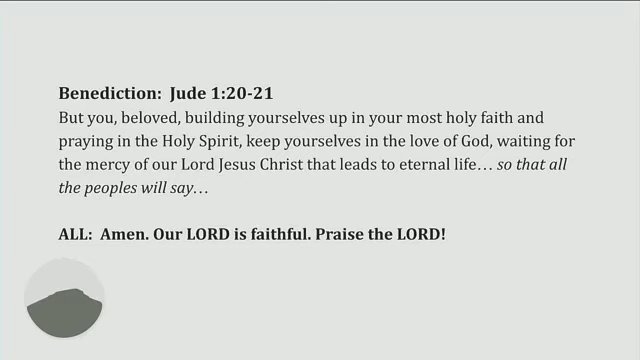 Benediction:  Jude 1:20-21
But you, beloved, building yourselves up in your most holy faith and
praying in the Holy Spirit, keep yourselves in the love of God, waiting for
the mercy of our Lord Jesus Christ that leads to eternal life… so that all
the peoples will say…
ALL:  Amen. Our LORD is faithful. Praise the LORD!